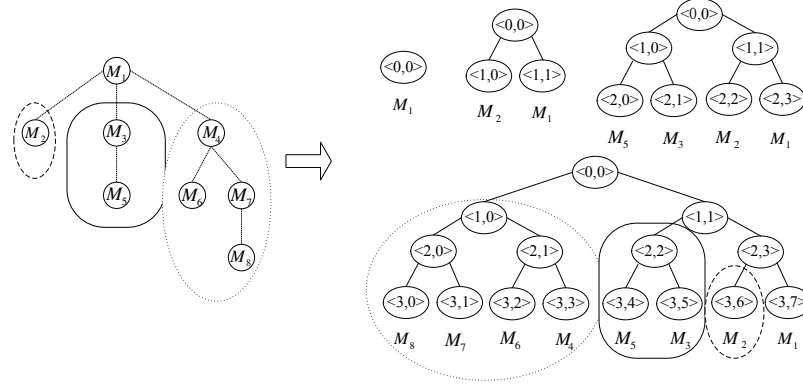 M1
M2 M3 M4
M5 M6 M7
M8
<0,0>
M1
<0,0>
<1,0> <1,1>
M2 M1
<0,0>
<1,0> <1,1>
<2,0> <2,1> <2,2> <2,3>
M5 M3 M2 M1
<0,0>
<1,0> <1,1>
<2,0> <2,1> <2,2> <2,3>
<3,0> <3,1> <3,2> <3,3> <3,4> <3,5> <3,6> <3,7>
M8 M7 M6 M4 M5 M3 M2 M1